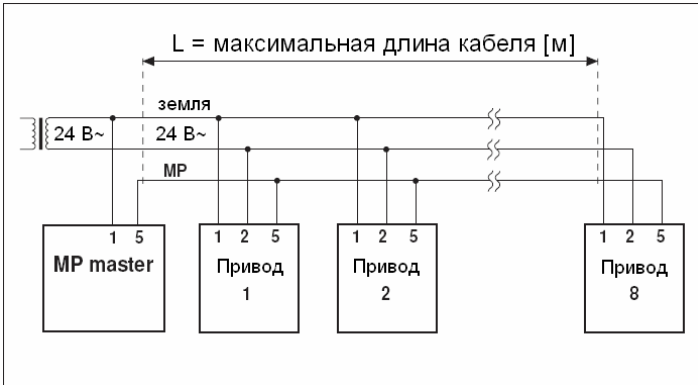 L = максимальная длина кабеля [м]
земля
24 В~ 24 В~
MP
1 5 1 2 5 1 2 5 1 2 5
MP master Привод Привод Привод
1 2 8